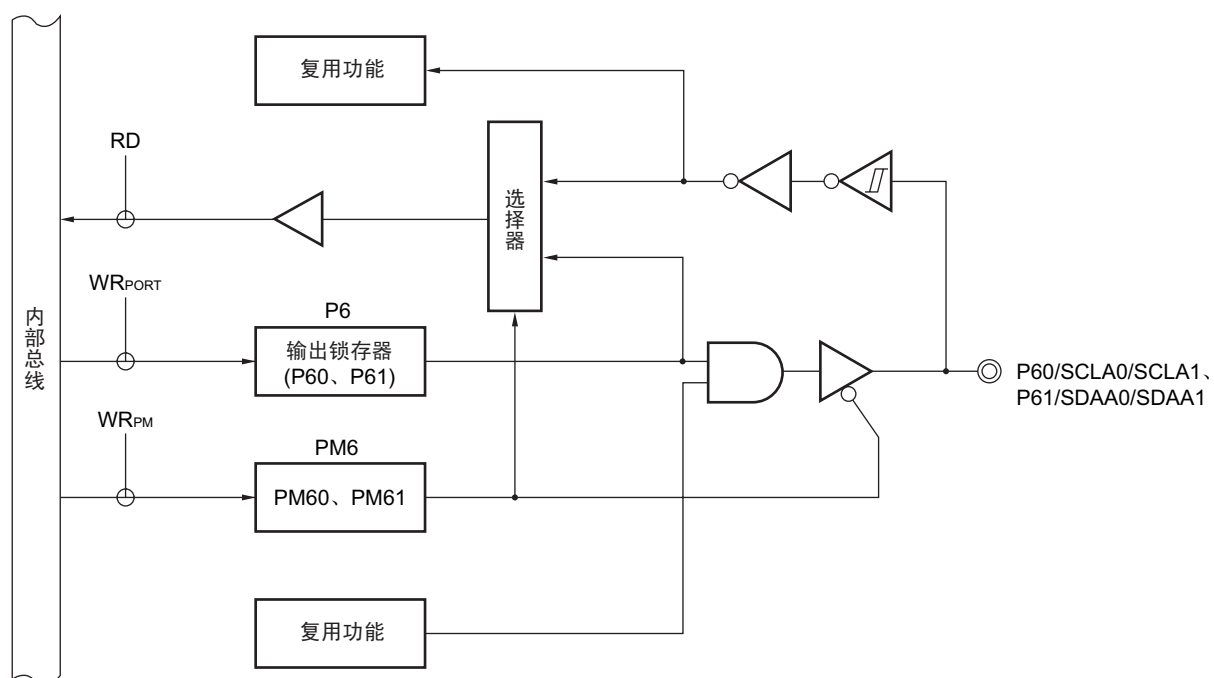 复用功能
RD
选择器
WRPORT
P6
内部总线
输出锁存器
(P60、P61)
P60/SCLA0/SCLA1、
P61/SDAA0/SDAA1
WRPM
PM6
PM60、PM61
复用功能